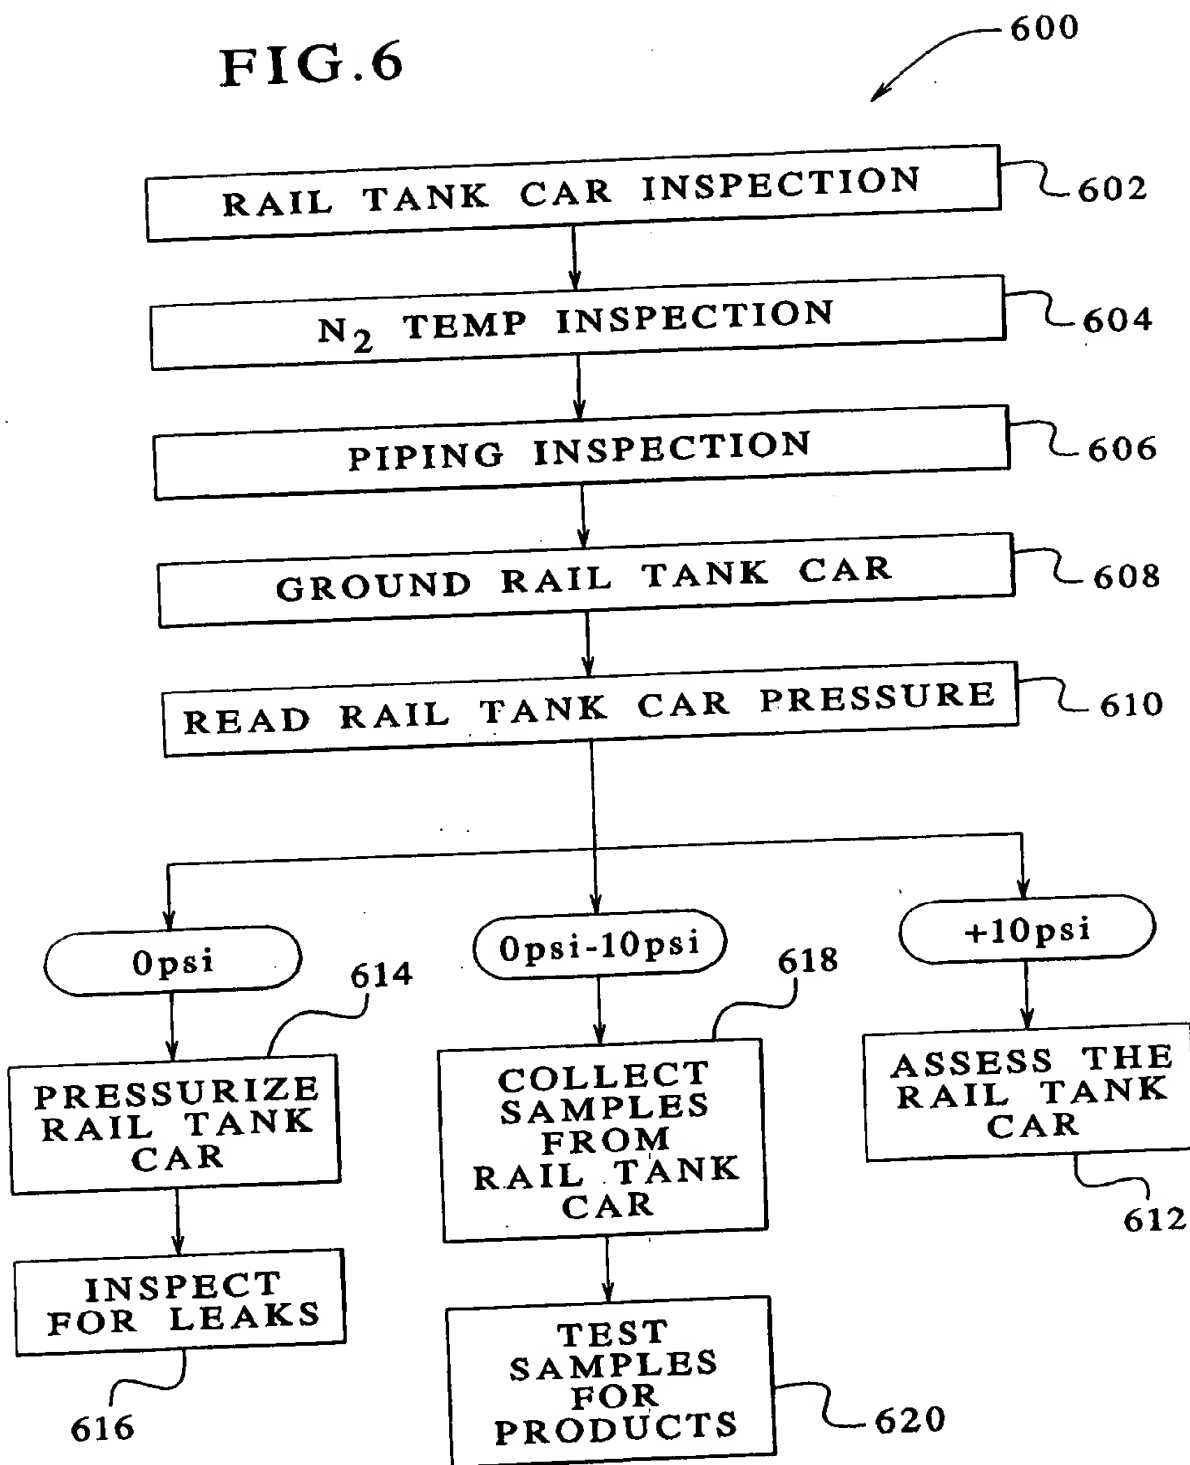 FIG.6
600
RAIL TANK CAR INSPECTION
602
N₂ TEMP INSPECTION
604
PIPING INSPECTION
606
GROUND RAIL TANK CAR
608
READ RAIL TANK CAR PRESSURE
610
0psi
0psi-10psi
+10psi
614
618
PRESSURIZE
RAIL TANK
CAR
COLLECT
SAMPLES
FROM
RAIL TANK
CAR
ASSESS THE
RAIL TANK
CAR
612
INSPECT
FOR LEAKS
616
TEST
SAMPLES
FOR
PRODUCTS
620